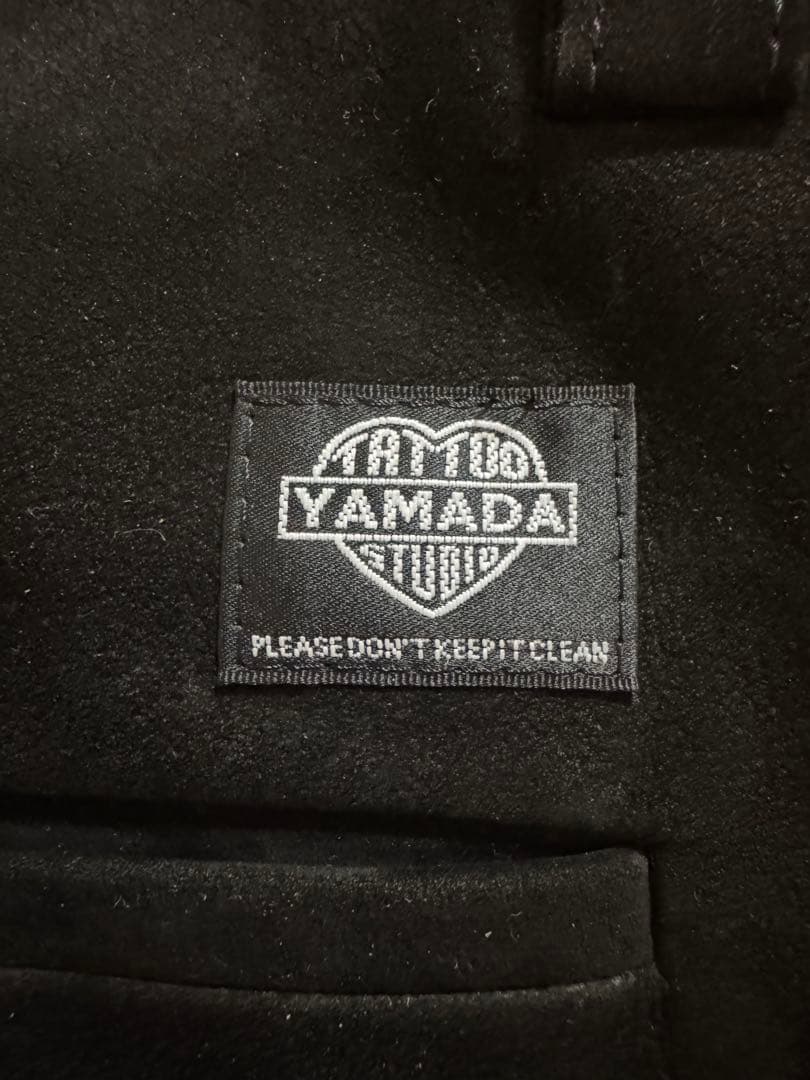 TATTOO
YAMADA
STUDIO
PLEASE DON'T KEEP IT CLEAN